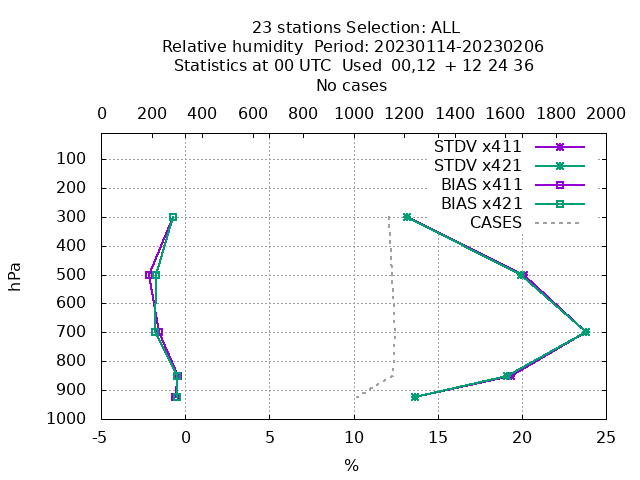 23 stations Selection: ALL
Relative humidity  Period: 20230114-20230206
Statistics at 00 UTC  Used  00,12  + 12 24 36
No cases
0 200 400 600 800 1000 1200 1400 1600 1800 2000
STDV x411
STDV x421
BIAS x411
BIAS x421
CASES
hPa
100
200
300
400
500
600
700
800
900
1000
-5 0 5 10 15 20 25
%